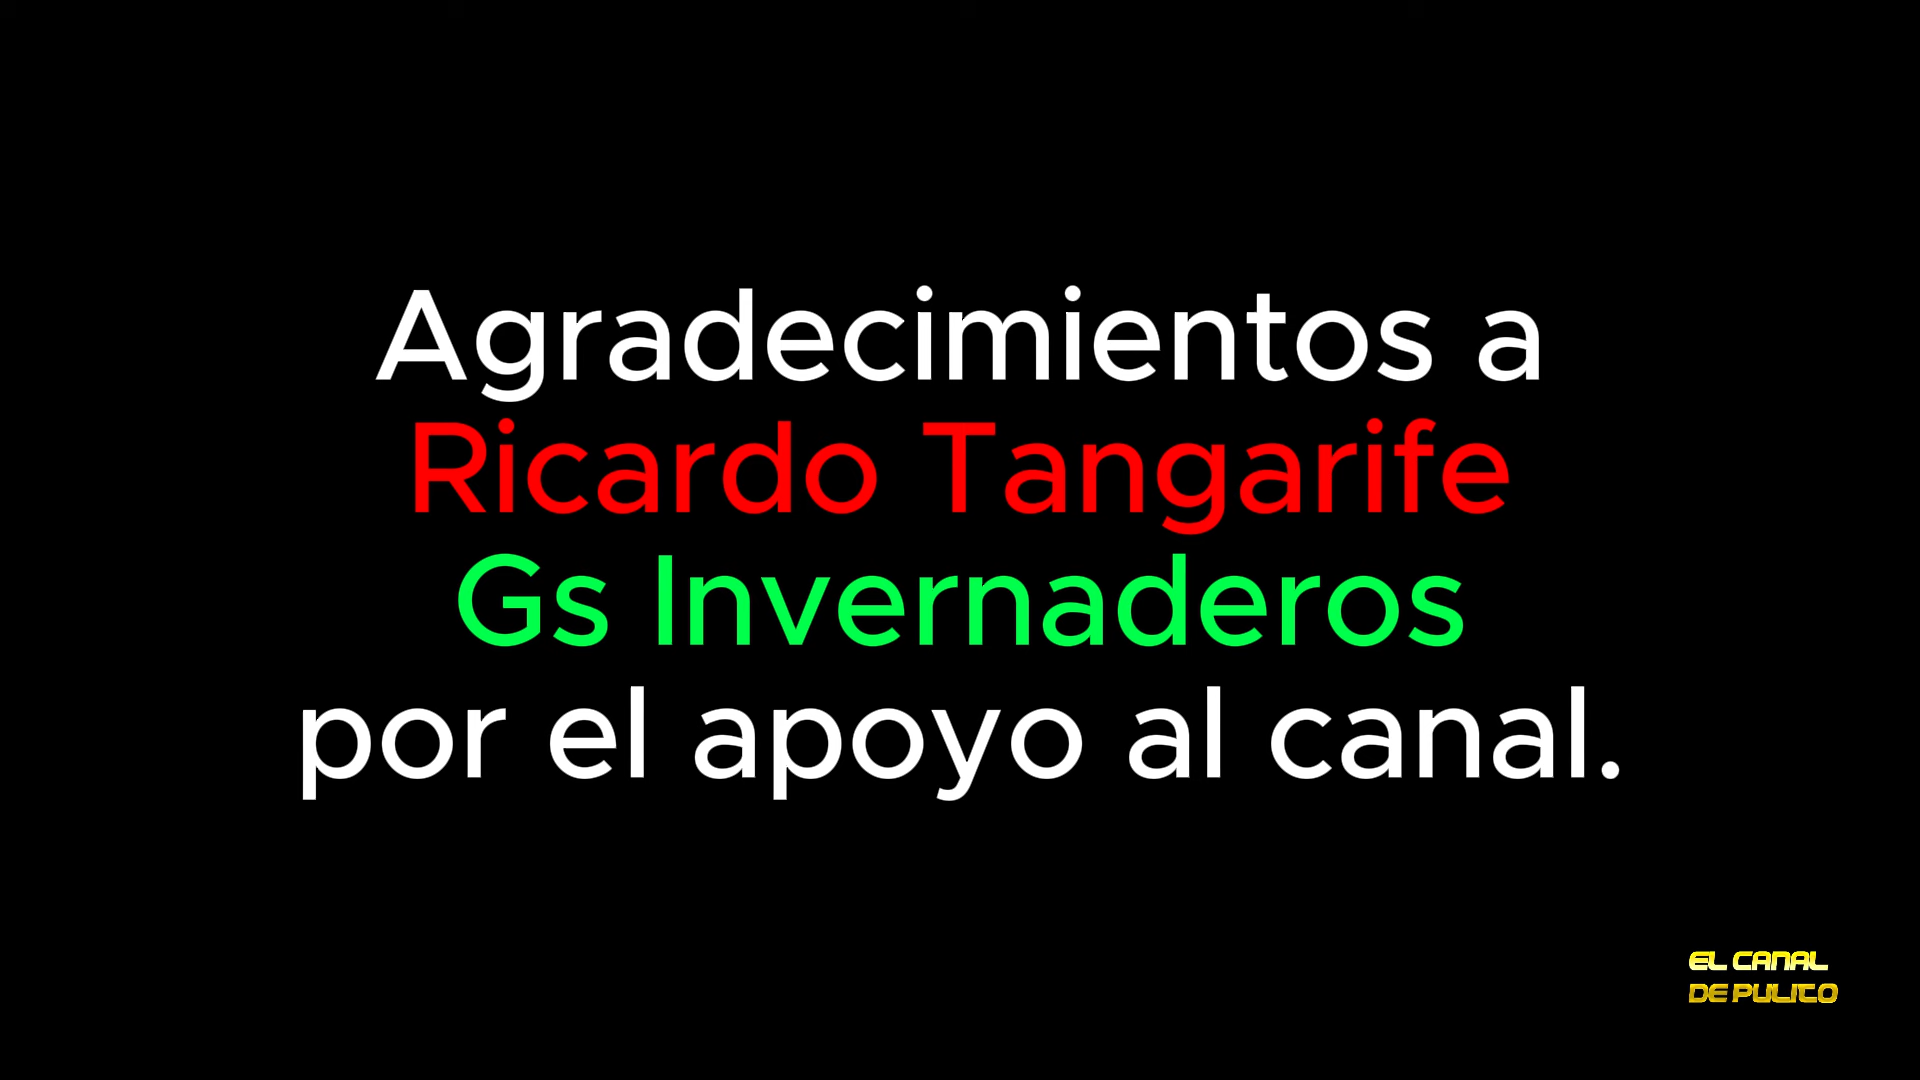 Agradecimientos a
Ricardo Tangarife
Gs Invernaderos
por el apoyo al canal.
EL CANAL
DE PULITO